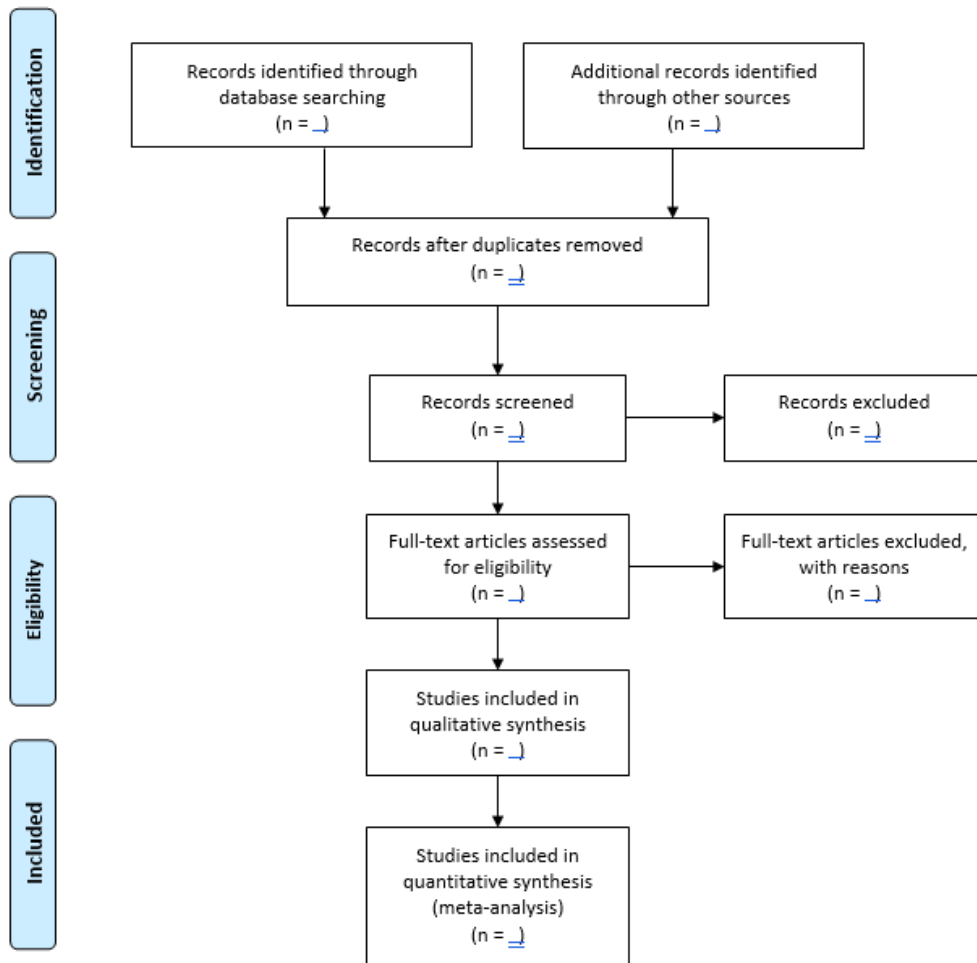 Identification
Records identified through
database searching
(n = _)
Additional records identified
through other sources
(n = _)
Records after duplicates removed
(n = _)
Screening
Records screened
(n = _)
Records excluded
(n = _)
Eligibility
Full-text articles assessed
for eligibility
(n = _)
Full-text articles excluded,
with reasons
(n = _)
Studies included in
qualitative synthesis
(n = _)
Included
Studies included in
quantitative synthesis
(meta-analysis)
(n = _)